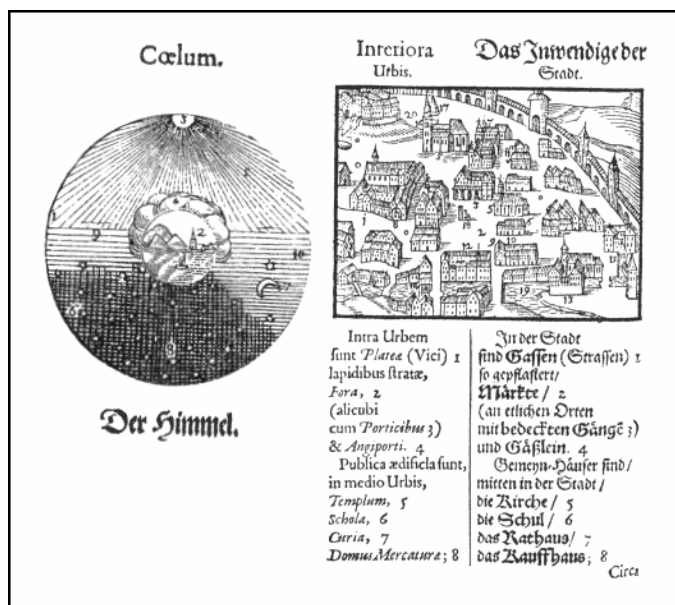 Cœlum.
Der Himmel.
Interiora
Urbis.
Das Inwendige der
Stadt.
Intra Urbem
sunt Plateæ (Vici) 1
lapidibus stratæ,
Fora, 2
(alicubi
cum Porticibus 3)
& Angiporti. 4
Publica ædificla sunt,
in medio Urbis,
Templum, 5
Schola, 6
Curia, 7
Domus Mercaturæ; 8
In der Stadt
sind Gassen (Strassen) 1
so gepflastert/
Märkte / 2
(an etlichen Orten
mit bedeckten Gängẽ 3)
und Gäßlein. 4
Gemeyn-Häuser sind/
mitten in der Stadt /
die Kirche / 5
die Schul / 6
das Rathaus / 7
das Kauffhaus; 8
Circa